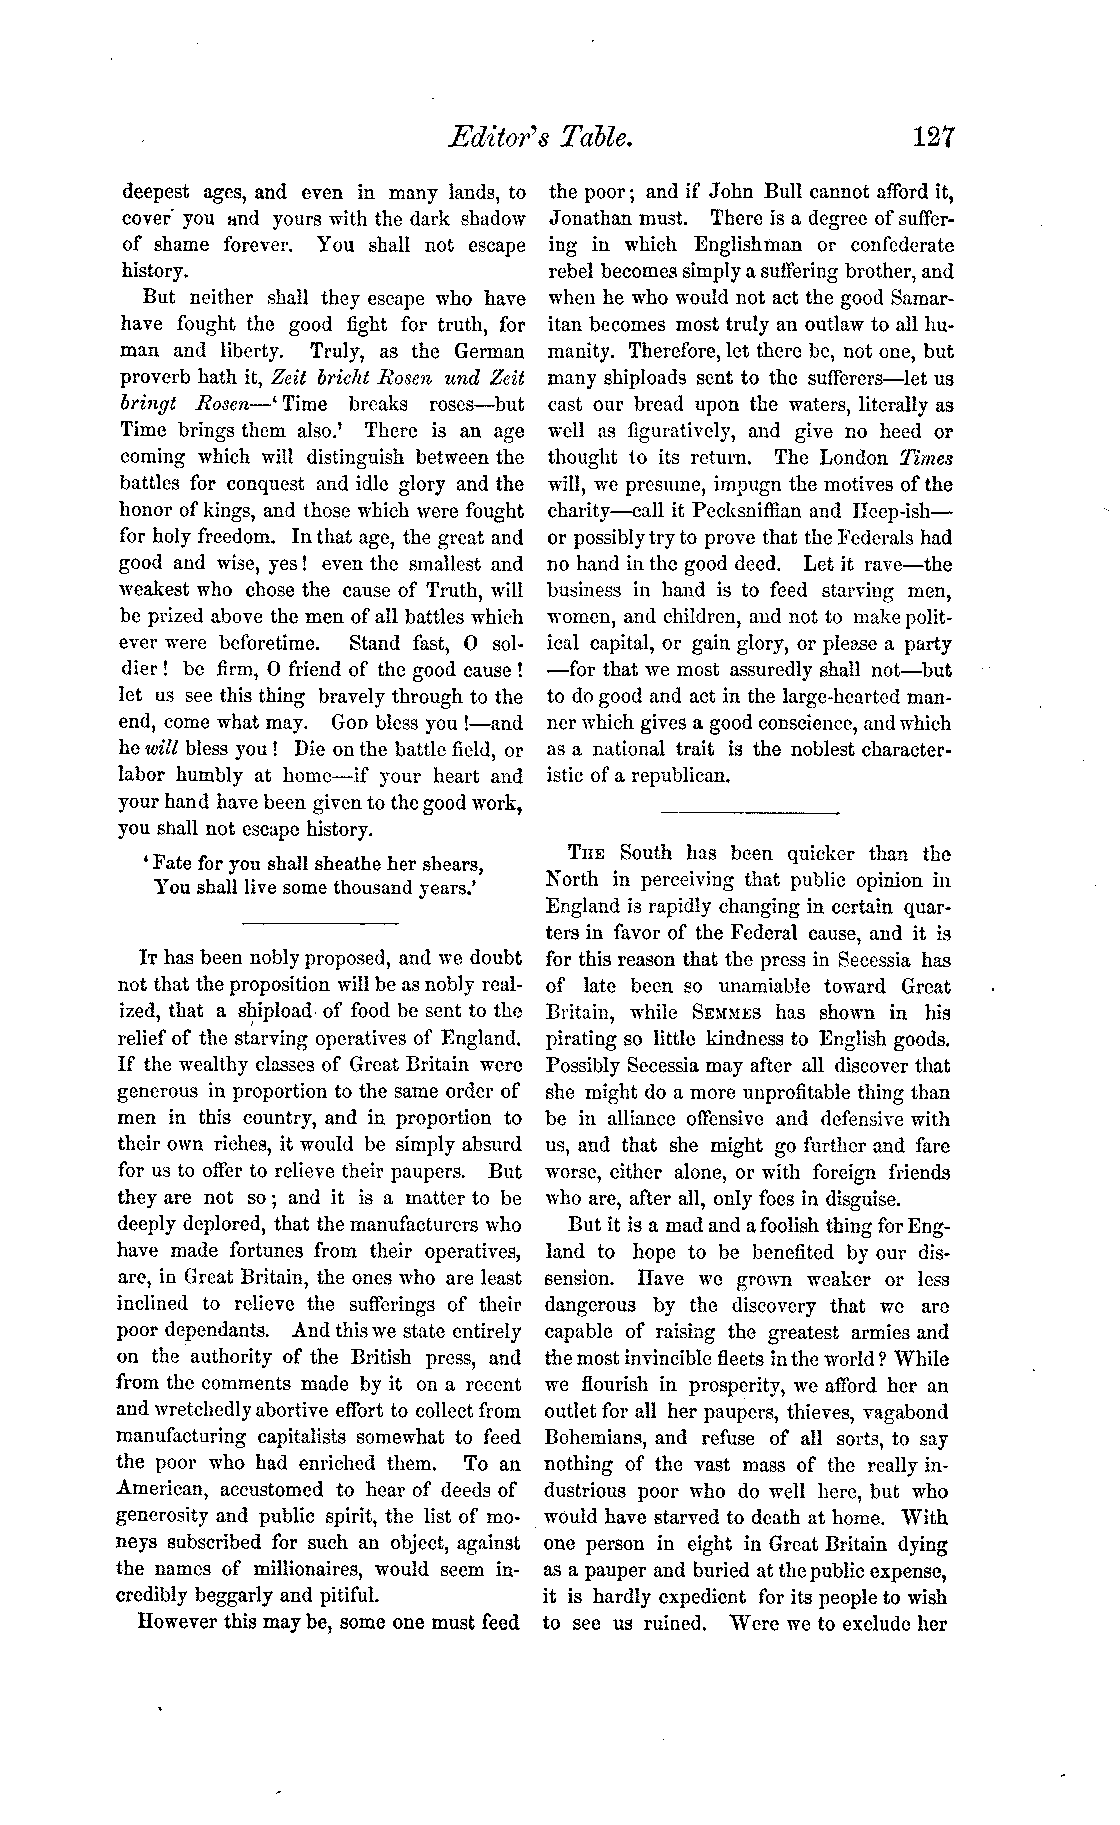 Editor's Table. 127
deepest ages, and even in many lands, to
cover you and yours with the dark shadow
of shame forever. You shall not escape
history.
But neither shall they escape who have
have fought the good fight for truth, for
man and liberty. Truly, as the German
proverb hath it, Zeit bricht Rosen und Zeit
bringt Rosen—'Time breaks roses—but
Time brings them also.' There is an age
coming which will distinguish between the
battles for conquest and idle glory and the
honor of kings, and those which were fought
for holy freedom. In that age, the great and
good and wise, yes! even the smallest and
weakest who chose the cause of Truth, will
be prized above the men of all battles which
ever were beforetime. Stand fast, O sol-
dier! be firm, O friend of the good cause!
let us see this thing bravely through to the
end, come what may. GOD bless you!—and
he will bless you! Die on the battle field, or
labor humbly at home—if your heart and
your hand have been given to the good work,
you shall not escape history.
'Fate for you shall sheathe her shears,
You shall live some thousand years.'
IT has been nobly proposed, and we doubt
not that the proposition will be as nobly real-
ized, that a shipload of food be sent to the
relief of the starving operatives of England.
If the wealthy classes of Great Britain were
generous in proportion to the same order of
men in this country, and in proportion to
their own riches, it would be simply absurd
for us to offer to relieve their paupers. But
they are not so; and it is a matter to be
deeply deplored, that the manufacturers who
have made fortunes from their operatives,
are, in Great Britain, the ones who are least
inclined to relieve the sufferings of their
poor dependants. And this we state entirely
on the authority of the British press, and
from the comments made by it on a recent
and wretchedly abortive effort to collect from
manufacturing capitalists somewhat to feed
the poor who had enriched them. To an
American, accustomed to hear of deeds of
generosity and public spirit, the list of mo-
neys subscribed for such an object, against
the names of millionaires, would seem in-
credibly beggarly and pitiful.
However this may be, some one must feed
the poor; and if John Bull cannot afford it,
Jonathan must. There is a degree of suffer-
ing in which Englishman or confederate
rebel becomes simply a suffering brother, and
when he who would not act the good Samar-
itan becomes most truly an outlaw to all hu-
manity. Therefore, let there be, not one, but
many shiploads sent to the sufferers—let us
cast our bread upon the waters, literally as
well as figuratively, and give no heed or
thought to its return. The London Times
will, we presume, impugn the motives of the
charity—call it Pecksniffian and Heep-ish—
or possibly try to prove that the Federals had
no hand in the good deed. Let it rave—the
business in hand is to feed starving men,
women, and children, and not to make polit-
ical capital, or gain glory, or please a party
—for that we most assuredly shall not—but
to do good and act in the large-hearted man-
ner which gives a good conscience, and which
as a national trait is the noblest character-
istic of a republican.
THE South has been quicker than the
North in perceiving that public opinion in
England is rapidly changing in certain quar-
ters in favor of the Federal cause, and it is
for this reason that the press in Secessia has
of late been so unamiable toward Great
Britain, while SEMMES has shown in his
pirating so little kindness to English goods.
Possibly Secessia may after all discover that
she might do a more unprofitable thing than
be in alliance offensive and defensive with
us, and that she might go further and fare
worse, either alone, or with foreign friends
who are, after all, only foes in disguise.
But it is a mad and a foolish thing for Eng-
land to hope to be benefited by our dis-
sension. Have we grown weaker or less
dangerous by the discovery that we are
capable of raising the greatest armies and
the most invincible fleets in the world? While
we flourish in prosperity, we afford her an
outlet for all her paupers, thieves, vagabond
Bohemians, and refuse of all sorts, to say
nothing of the vast mass of the really in-
dustrious poor who do well here, but who
would have starved to death at home. With
one person in eight in Great Britain dying
as a pauper and buried at the public expense,
it is hardly expedient for its people to wish
to see us ruined. Were we to exclude her